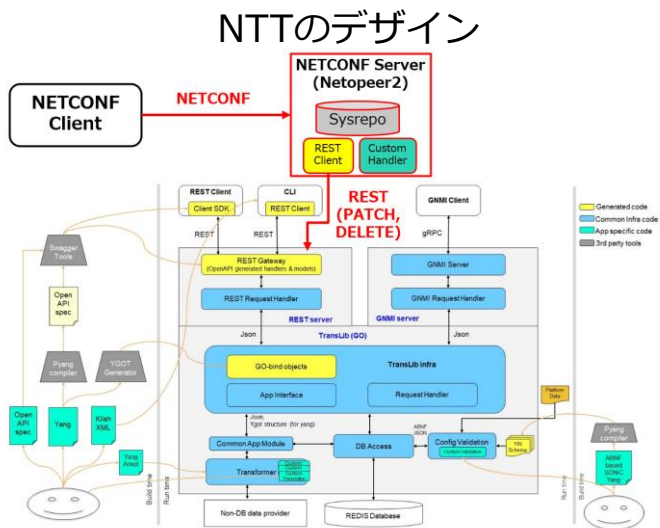 NTTのデザイン
NETCONF Server
(Netopeer2)
NETCONF
Client
NETCONF
Sysrepo
REST
Client
Custom
Handler
REST
(PATCH,
DELETE)
REST Client
Client SDK
CLI
REST Client
GNMI Client
REST
REST
gRPC
Generated code
Common Infra code
App specific code
3rd party tools
Swagger
Tools
REST Gateway
(OpenAPI generated handlers & models)
GNMI Server
REST Request Handler
GNMI Request Handler
REST server
GNMI server
Open
API
spec
Json
TransLib (GO)
Json
Pyang
compiler
YGOT
Generator
GO-bind objects
TransLib infra
App Interface
Request Handler
Platform
Data
Open
API
spec
Yang
Klish
XML
Json,
Ygot structure (for yang)
ABNF
JSON
Pyang
compiler
Common App Module
DB Access
Config Validation
Custom validation
YIN
Schema
Yang
Annot
Transformer
Custom
Custom
Custom
Translator
ABNF
based
SONiC
Yang
Build time
Run time
Run time
Build time
Non-DB data provider
REDIS Database